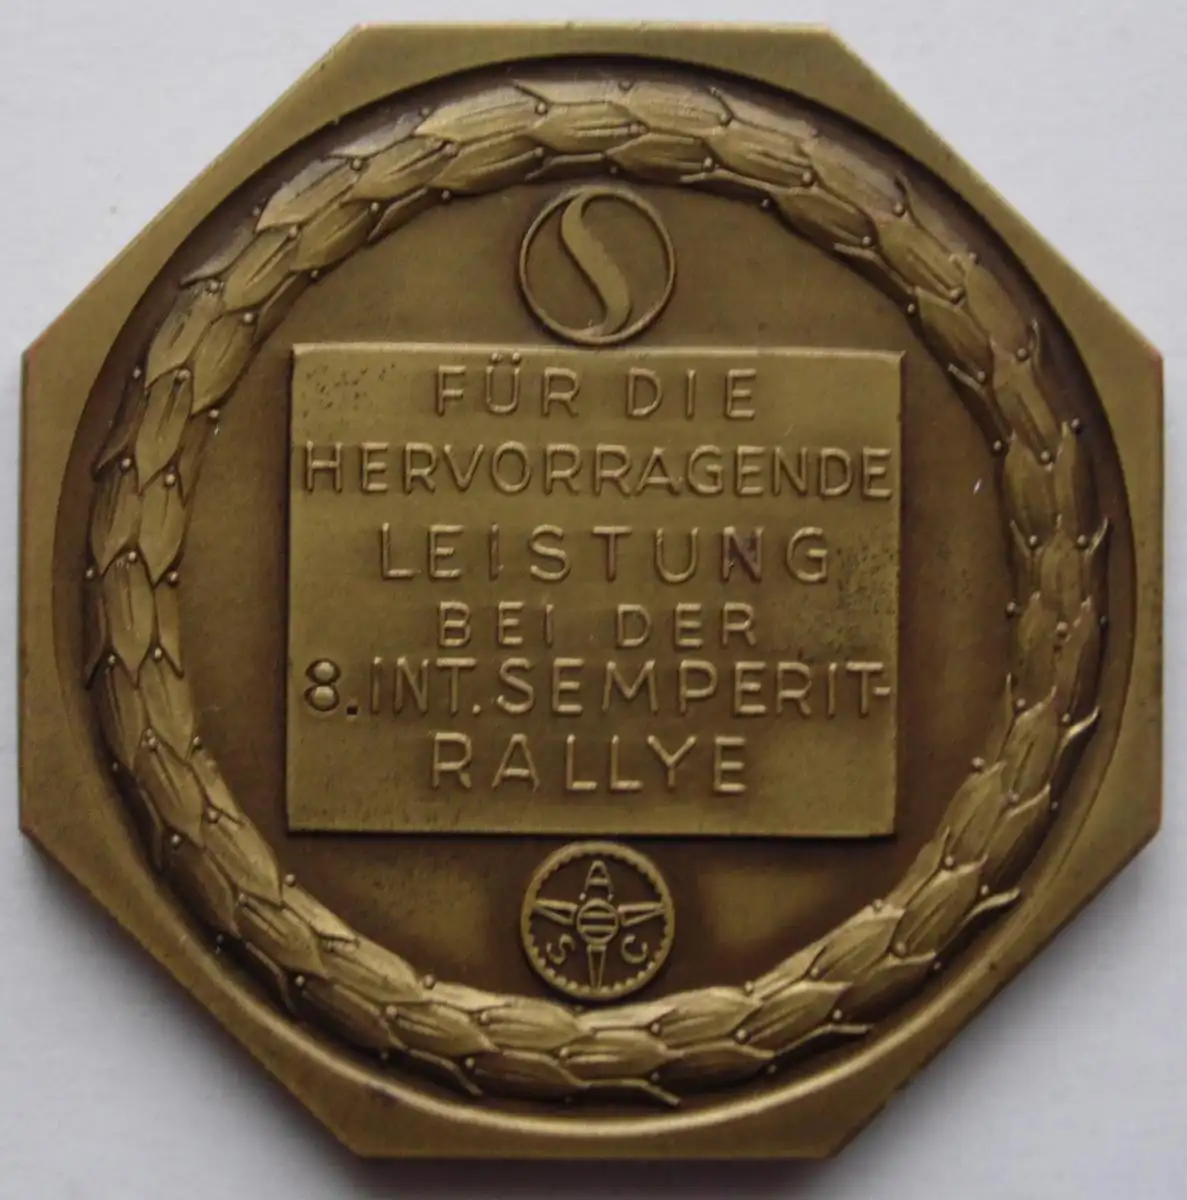 FÜR DIE
HERVORRAGENDE
LEISTUNG
BEI DER
8. INT. SEMPERIT-
RALLYE
A
S C